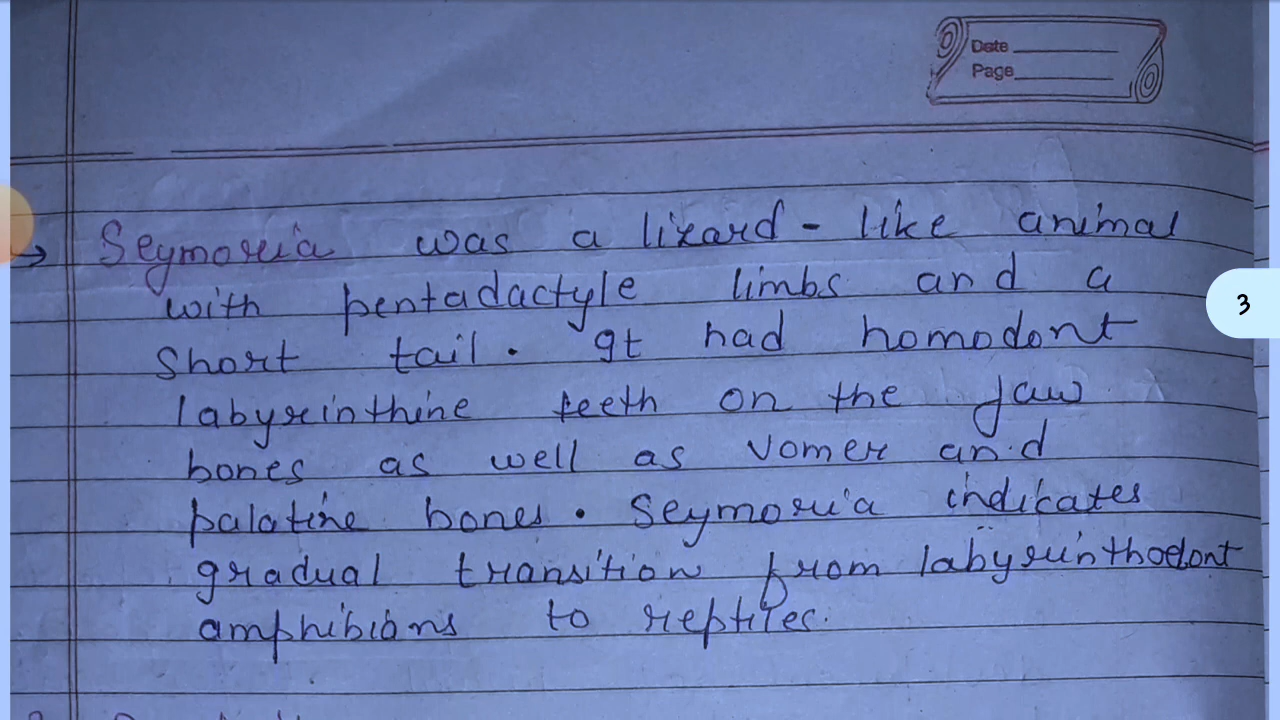 Date
Page
→ Seymoria was a lizard - like animal
with pentadactyle limbs and a
short tail. It had homodont
labyrinthine teeth on the jaw
bones as well as vomer and
palatine bones. Seymoria indicates
gradual transition from labyrinthodont
amphibians to reptiles.
3